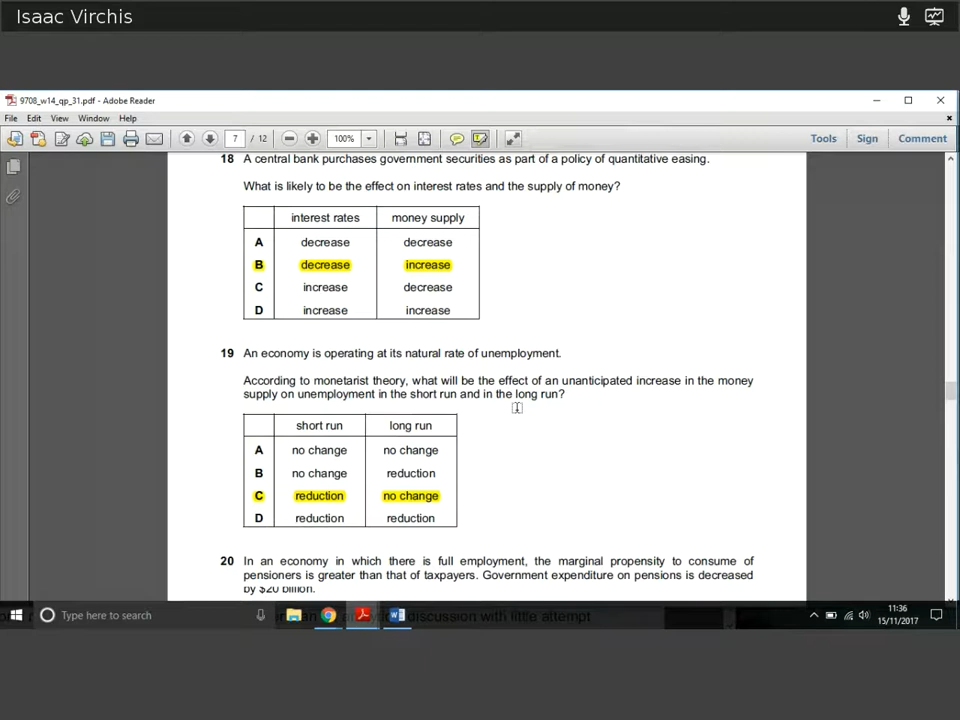 Isaac Virchis
9708_w14_qp_31.pdf - Adobe Reader
File Edit View Window Help
7 / 12 100% Tools Sign Comment
18 A central bank purchases government securities as part of a policy of quantitative easing.
What is likely to be the effect on interest rates and the supply of money?
interest rates money supply
A decrease decrease
B decrease increase
C increase decrease
D increase increase
19 An economy is operating at its natural rate of unemployment.
According to monetarist theory, what will be the effect of an unanticipated increase in the money
supply on unemployment in the short run and in the long run?
short run long run
A no change no change
B no change reduction
C reduction no change
D reduction reduction
20 In an economy in which there is full employment, the marginal propensity to consume of
pensioners is greater than that of taxpayers. Government expenditure on pensions is decreased
by $20 billion.
Type here to search
discussion with little attempt
11:36
15/11/2017